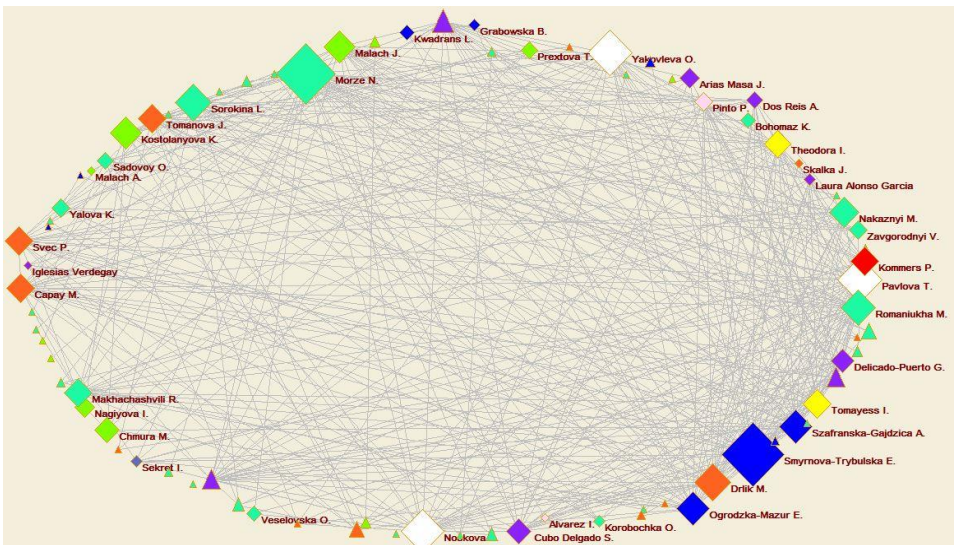 Kwadrans L.
Grabowska B.
Malach J.
Prextova T.
Yakovleva O.
Morze N.
Arias Masa J.
Sorokina L.
Pinto P.
Dos Reis A.
Tomanova J.
Bohomaz K.
Kostolanyova K.
Theodora I.
Sadovoy O.
Skalka J.
Malach A.
Laura Alonso Garcia
Yalova K.
Nakaznyi M.
Zavgorodnyi V.
Svec P.
Iglesias Verdegay
Kommers P.
Capay M.
Pavlova T.
Romaniukha M.
Delicado-Puerto G.
Makhachashvili R.
Nagiyova I.
Tomayess I.
Chmura M.
Szafranska-Gajdzica A.
Sekret I.
Smyrnova-Trybulska E.
Drlik M.
Veselovska O.
Alvarez I.
Korobochka O.
Ogrodzka-Mazur E.
Noskova
Cubo Delgado S.